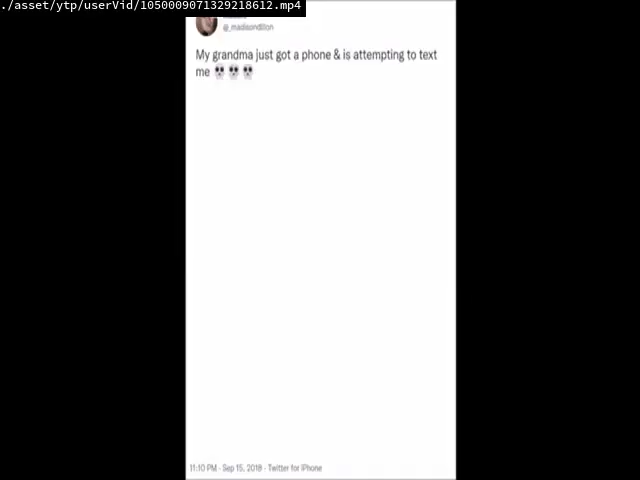 ./asset/ytp/userVid/1050009071329218612.mp4
@_madisondillon
My grandma just got a phone & is attempting to text
me 💀💀💀
11:10 PM · Sep 15, 2018 · Twitter for iPhone